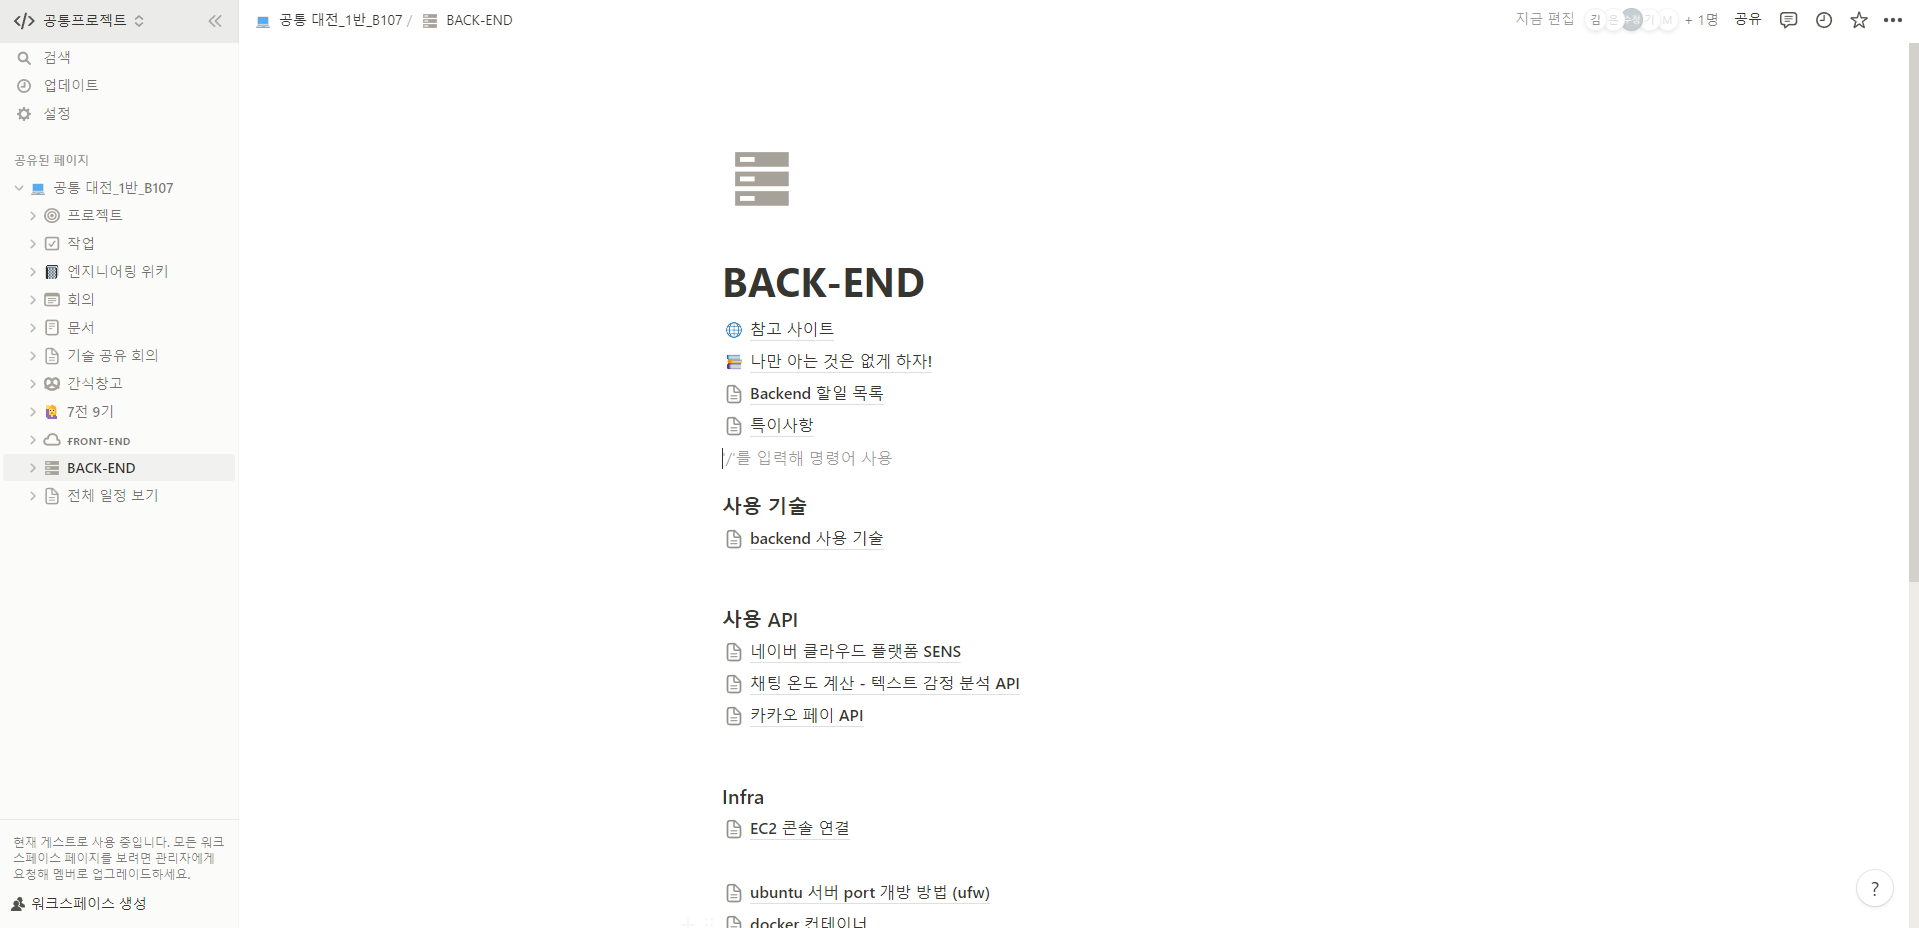 공통프로젝트
검색
업데이트
설정
공유된 페이지
공통 대전_1반_B107
프로젝트
작업
엔지니어링 위키
회의
문서
기술 공유 회의
간식창고
7전 9기
ꜰʀᴏɴᴛ-ᴇɴᴅ
BACK-END
전체 일정 보기
현재 게스트로 사용 중입니다. 모든 워크
스페이스 페이지를 보려면 관리자에게
요청해 멤버로 업그레이드하세요.
워크스페이스 생성
공통 대전_1반_B107 / BACK-END
지금 편집 김 은 수정 기 M + 1명 공유
BACK-END
참고 사이트
나만 아는 것은 없게 하자!
Backend 할일 목록
특이사항
'/'를 입력해 명령어 사용
사용 기술
backend 사용 기술
사용 API
네이버 클라우드 플랫폼 SENS
채팅 온도 계산 - 텍스트 감정 분석 API
카카오 페이 API
Infra
EC2 콘솔 연결
ubuntu 서버 port 개방 방법 (ufw)
docker 컨테이너
?